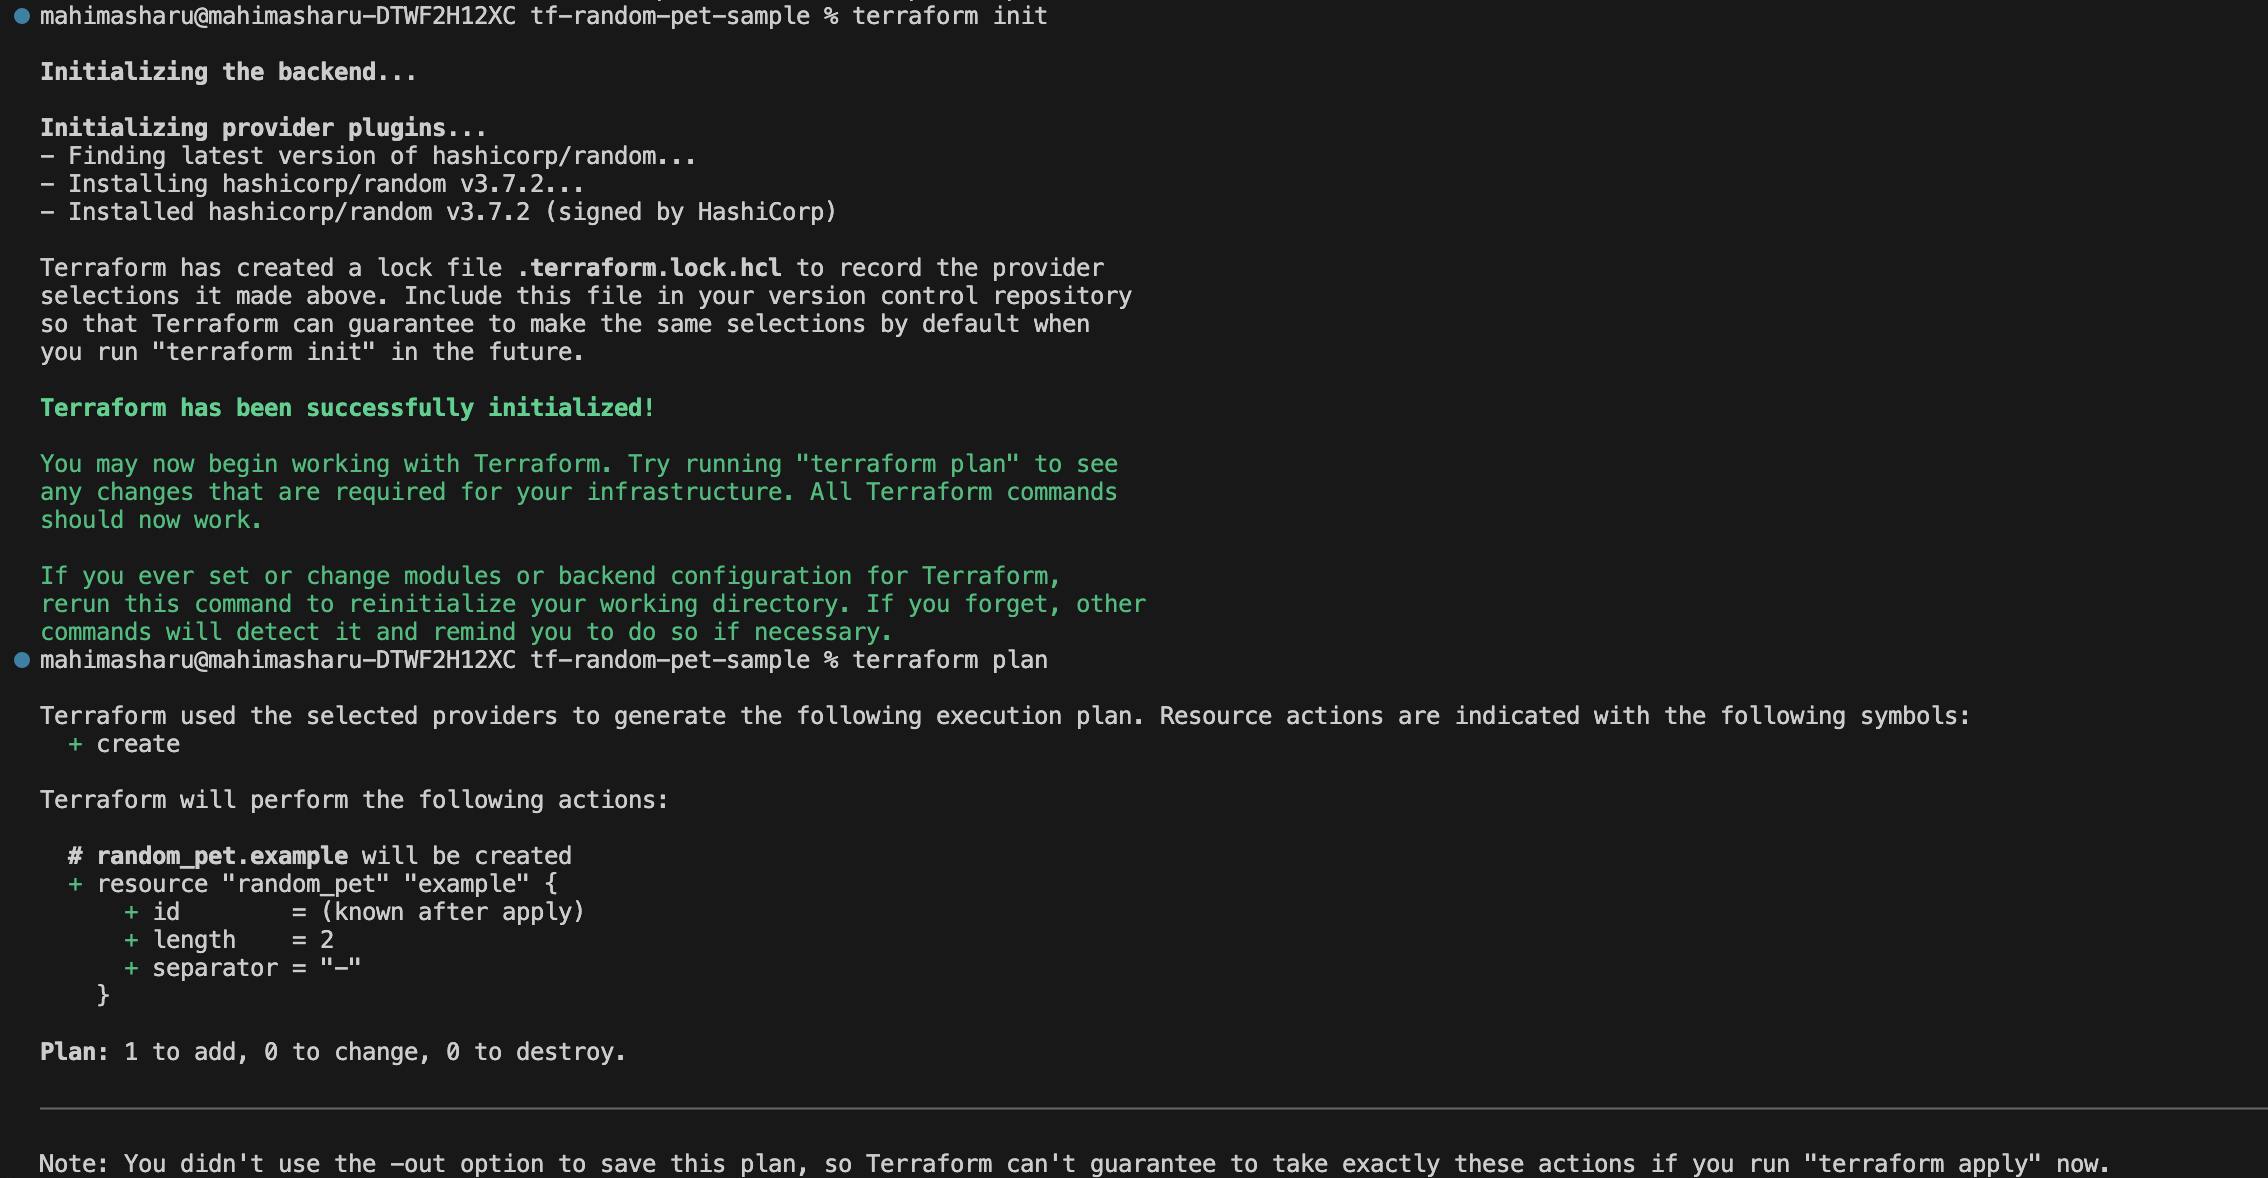 mahimasharu@mahimasharu-DTWF2H12XC tf-random-pet-sample % terraform init
Initializing the backend...
Initializing provider plugins...
- Finding latest version of hashicorp/random...
- Installing hashicorp/random v3.7.2...
- Installed hashicorp/random v3.7.2 (signed by HashiCorp)
Terraform has created a lock file .terraform.lock.hcl to record the provider
selections it made above. Include this file in your version control repository
so that Terraform can guarantee to make the same selections by default when
you run "terraform init" in the future.
Terraform has been successfully initialized!
You may now begin working with Terraform. Try running "terraform plan" to see
any changes that are required for your infrastructure. All Terraform commands
should now work.
If you ever set or change modules or backend configuration for Terraform,
rerun this command to reinitialize your working directory. If you forget, other
commands will detect it and remind you to do so if necessary.
mahimasharu@mahimasharu-DTWF2H12XC tf-random-pet-sample % terraform plan
Terraform used the selected providers to generate the following execution plan. Resource actions are indicated with the following symbols:
  + create
Terraform will perform the following actions:
  # random_pet.example will be created
  + resource "random_pet" "example" {
      + id        = (known after apply)
      + length    = 2
      + separator = "-"
    }
Plan: 1 to add, 0 to change, 0 to destroy.
Note: You didn't use the -out option to save this plan, so Terraform can't guarantee to take exactly these actions if you run "terraform apply" now.